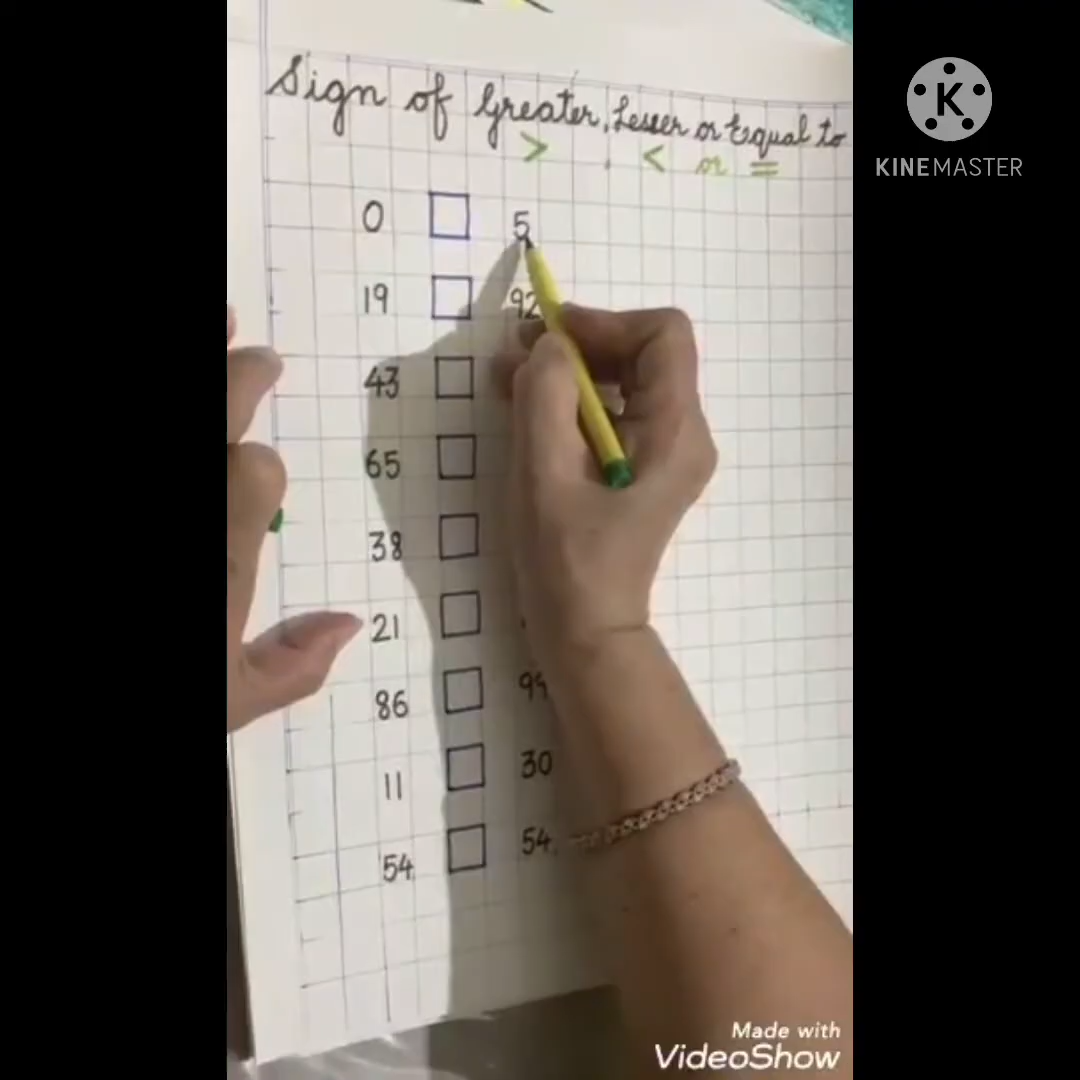 Sign of Greater, Lesser or Equal to
> , < or =
0 5
19 92
43
65
38
21
86 99
11 30
54 54
K
KINEMASTER
Made with
VideoShow